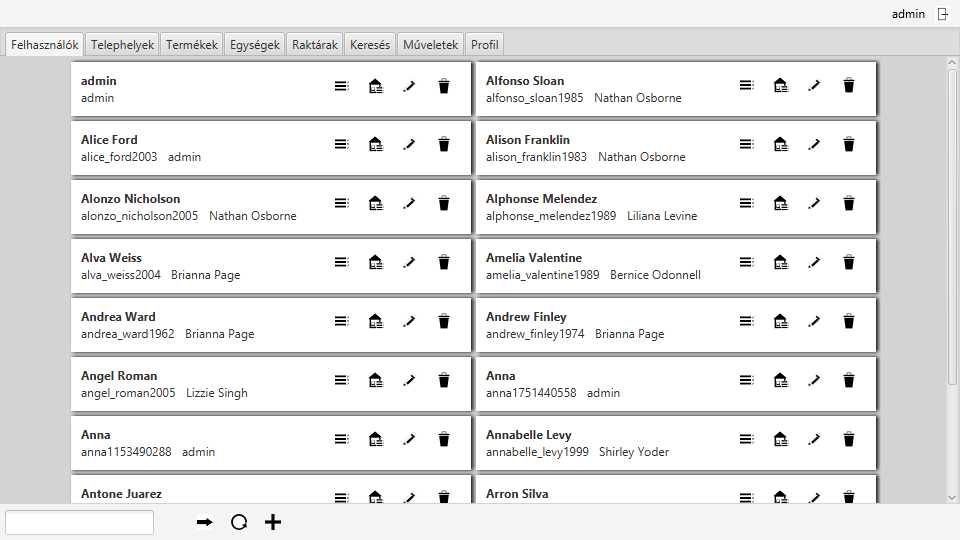 admin
Felhasználók Telephelyek Termékek Egységek Raktárak Keresés Műveletek Profil
admin
admin
Alfonso Sloan
alfonso_sloan1985 Nathan Osborne
Alice Ford
alice_ford2003 admin
Alison Franklin
alison_franklin1983 Nathan Osborne
Alonzo Nicholson
alonzo_nicholson2005 Nathan Osborne
Alphonse Melendez
alphonse_melendez1989 Liliana Levine
Alva Weiss
alva_weiss2004 Brianna Page
Amelia Valentine
amelia_valentine1989 Bernice Odonnell
Andrea Ward
andrea_ward1962 Brianna Page
Andrew Finley
andrew_finley1974 Brianna Page
Angel Roman
angel_roman2005 Lizzie Singh
Anna
anna1751440558 admin
Anna
anna1153490288 admin
Annabelle Levy
annabelle_levy1999 Shirley Yoder
Antone Juarez
Arron Silva